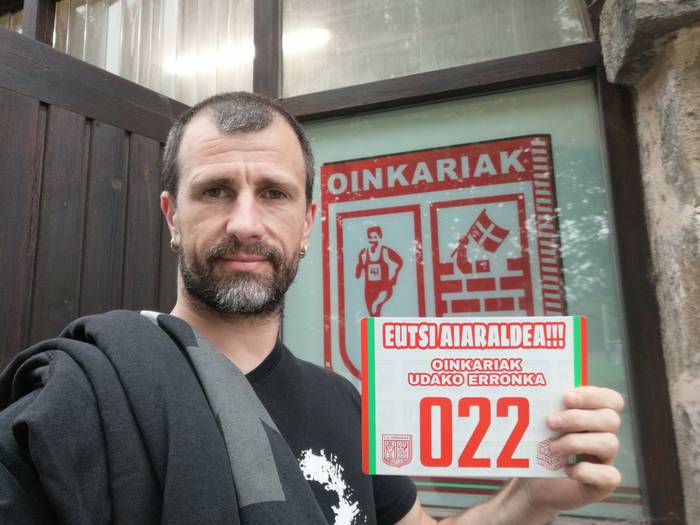 OINKARIAK
EUTSI AIARALDEA!!!
OINKARIAK
UDAKO ERRONKA
022